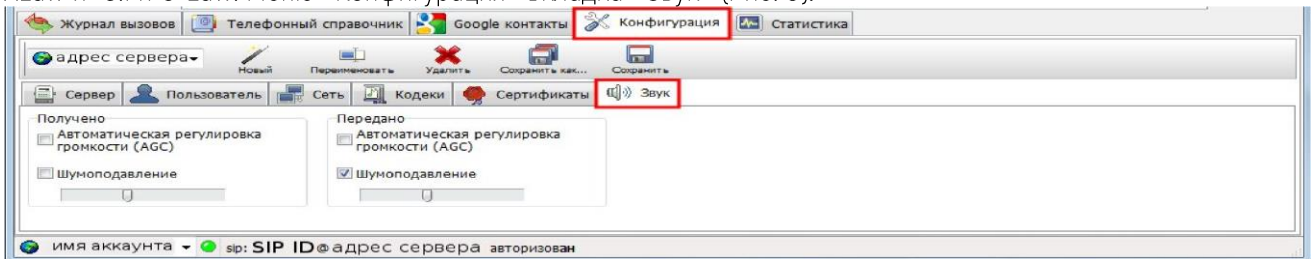 Журнал вызовов Телефонный справочник Google контакты Конфигурация Статистика
адрес сервера Новый Переименовать Удалить Сохранить как... Сохранить
Сервер Пользователь Сеть Кодеки Сертификаты Звук
Получено Передано
Автоматическая регулировка громкости (AGC) Автоматическая регулировка громкости (AGC)
Шумоподавление Шумоподавление
имя аккаунта sip: SIP ID@адрес сервера авторизован